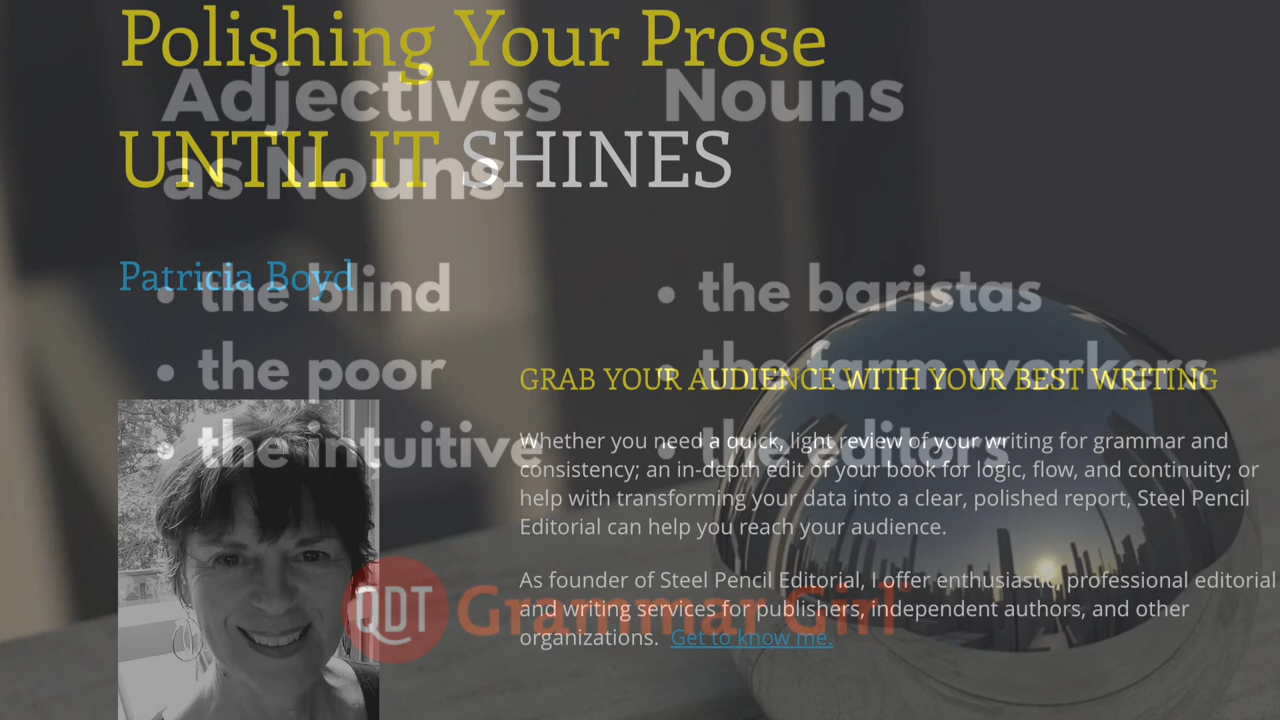 Polishing Your Prose
UNTIL IT SHINES
Patricia Boyd
GRAB YOUR AUDIENCE WITH YOUR BEST WRITING
Whether you need a quick, light review of your writing for grammar and
consistency; an in-depth edit of your book for logic, flow, and continuity; or
help with transforming your data into a clear, polished report, Steel Pencil
Editorial can help you reach your audience.
As founder of Steel Pencil Editorial, I offer enthusiastic, professional editorial
and writing services for publishers, independent authors, and other
organizations. Get to know me.
Adjectives
as Nouns
• the blind
• the poor
• the intuitive
Nouns
• the baristas
• the farm workers
• the editors
QDT Grammar Girl